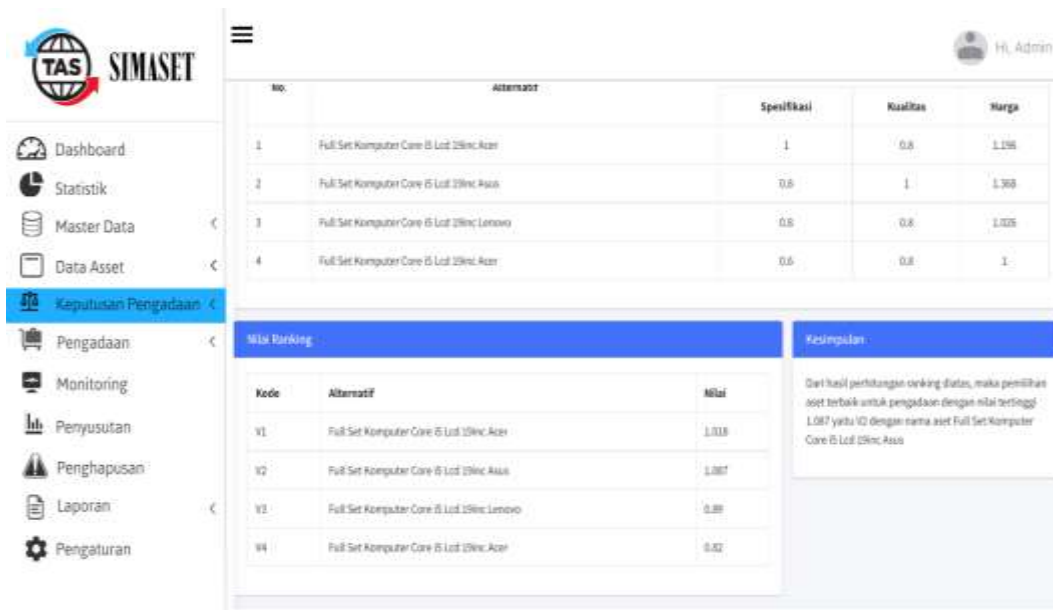 TAS SIMASET
Hi, Admin
Dashboard
Statistik
Master Data
Data Asset
Keputusan Pengadaan
Pengadaan
Monitoring
Penyusutan
Penghapusan
Laporan
Pengaturan
No. Alternatif Spesifikasi Kualitas Harga
1 Full Set Komputer Core i5 Lcd 19inc Acer 1 0.8 1.196
2 Full Set Komputer Core i5 Lcd 19inc Asus 1 1.368
3 Full Set Komputer Core i5 Lcd 19inc Lenovo 0.8 0.8 1.026
4 Full Set Komputer Core i5 Lcd 19inc Acer 0.6 0.8 1
Nilai Ranking
Kode Alternatif Nilai
V1 Full Set Komputer Core i5 Lcd 19inc Acer 1.018
V2 Full Set Komputer Core i5 Lcd 19inc Asus 1.087
V3 Full Set Komputer Core i5 Lcd 19inc Lenovo 0.89
V4 Full Set Komputer Core i5 Lcd 19inc Acer 0.82
Kesimpulan
Dari hasil perhitungan ranking diatas, maka pemilihan
aset terbaik untuk pengadaan dengan nilai tertinggi
1.087 yaitu V2 dengan nama aset Full Set Komputer
Core i5 Lcd 19inc Asus